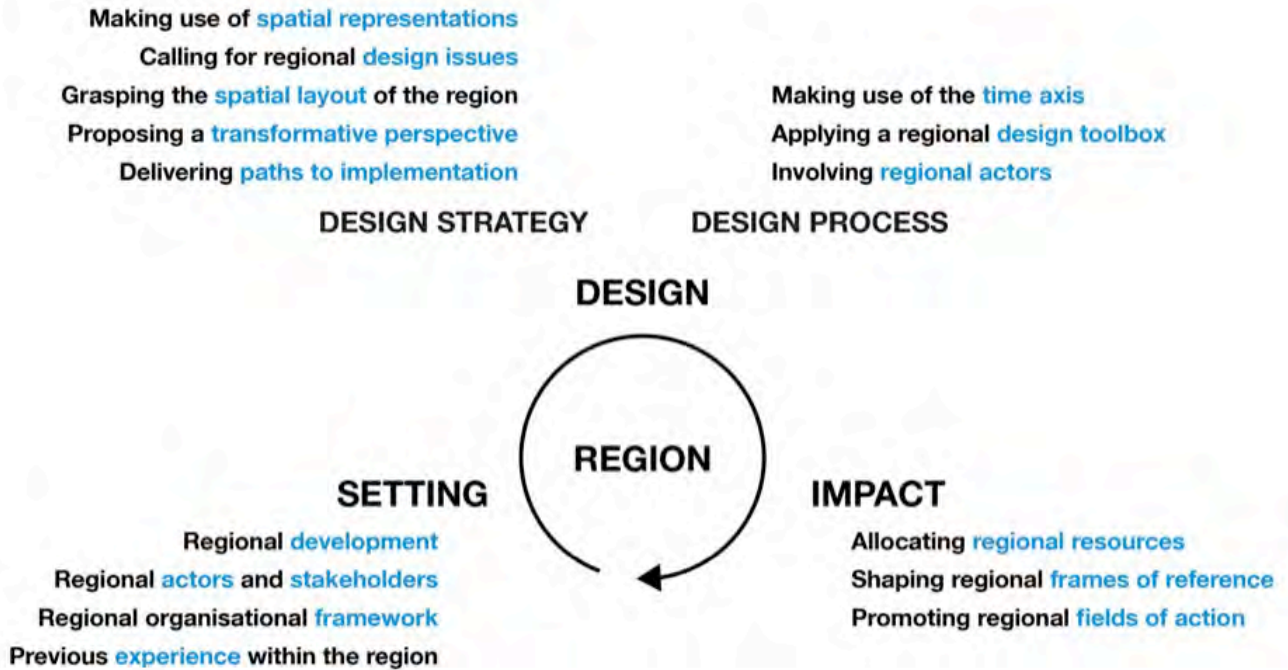 Making use of spatial representations
Calling for regional design issues
Grasping the spatial layout of the region
Proposing a transformative perspective
Delivering paths to implementation
DESIGN STRATEGY
Making use of the time axis
Applying a regional design toolbox
Involving regional actors
DESIGN PROCESS
DESIGN
REGION
SETTING
Regional development
Regional actors and stakeholders
Regional organisational framework
Previous experience within the region
IMPACT
Allocating regional resources
Shaping regional frames of reference
Promoting regional fields of action